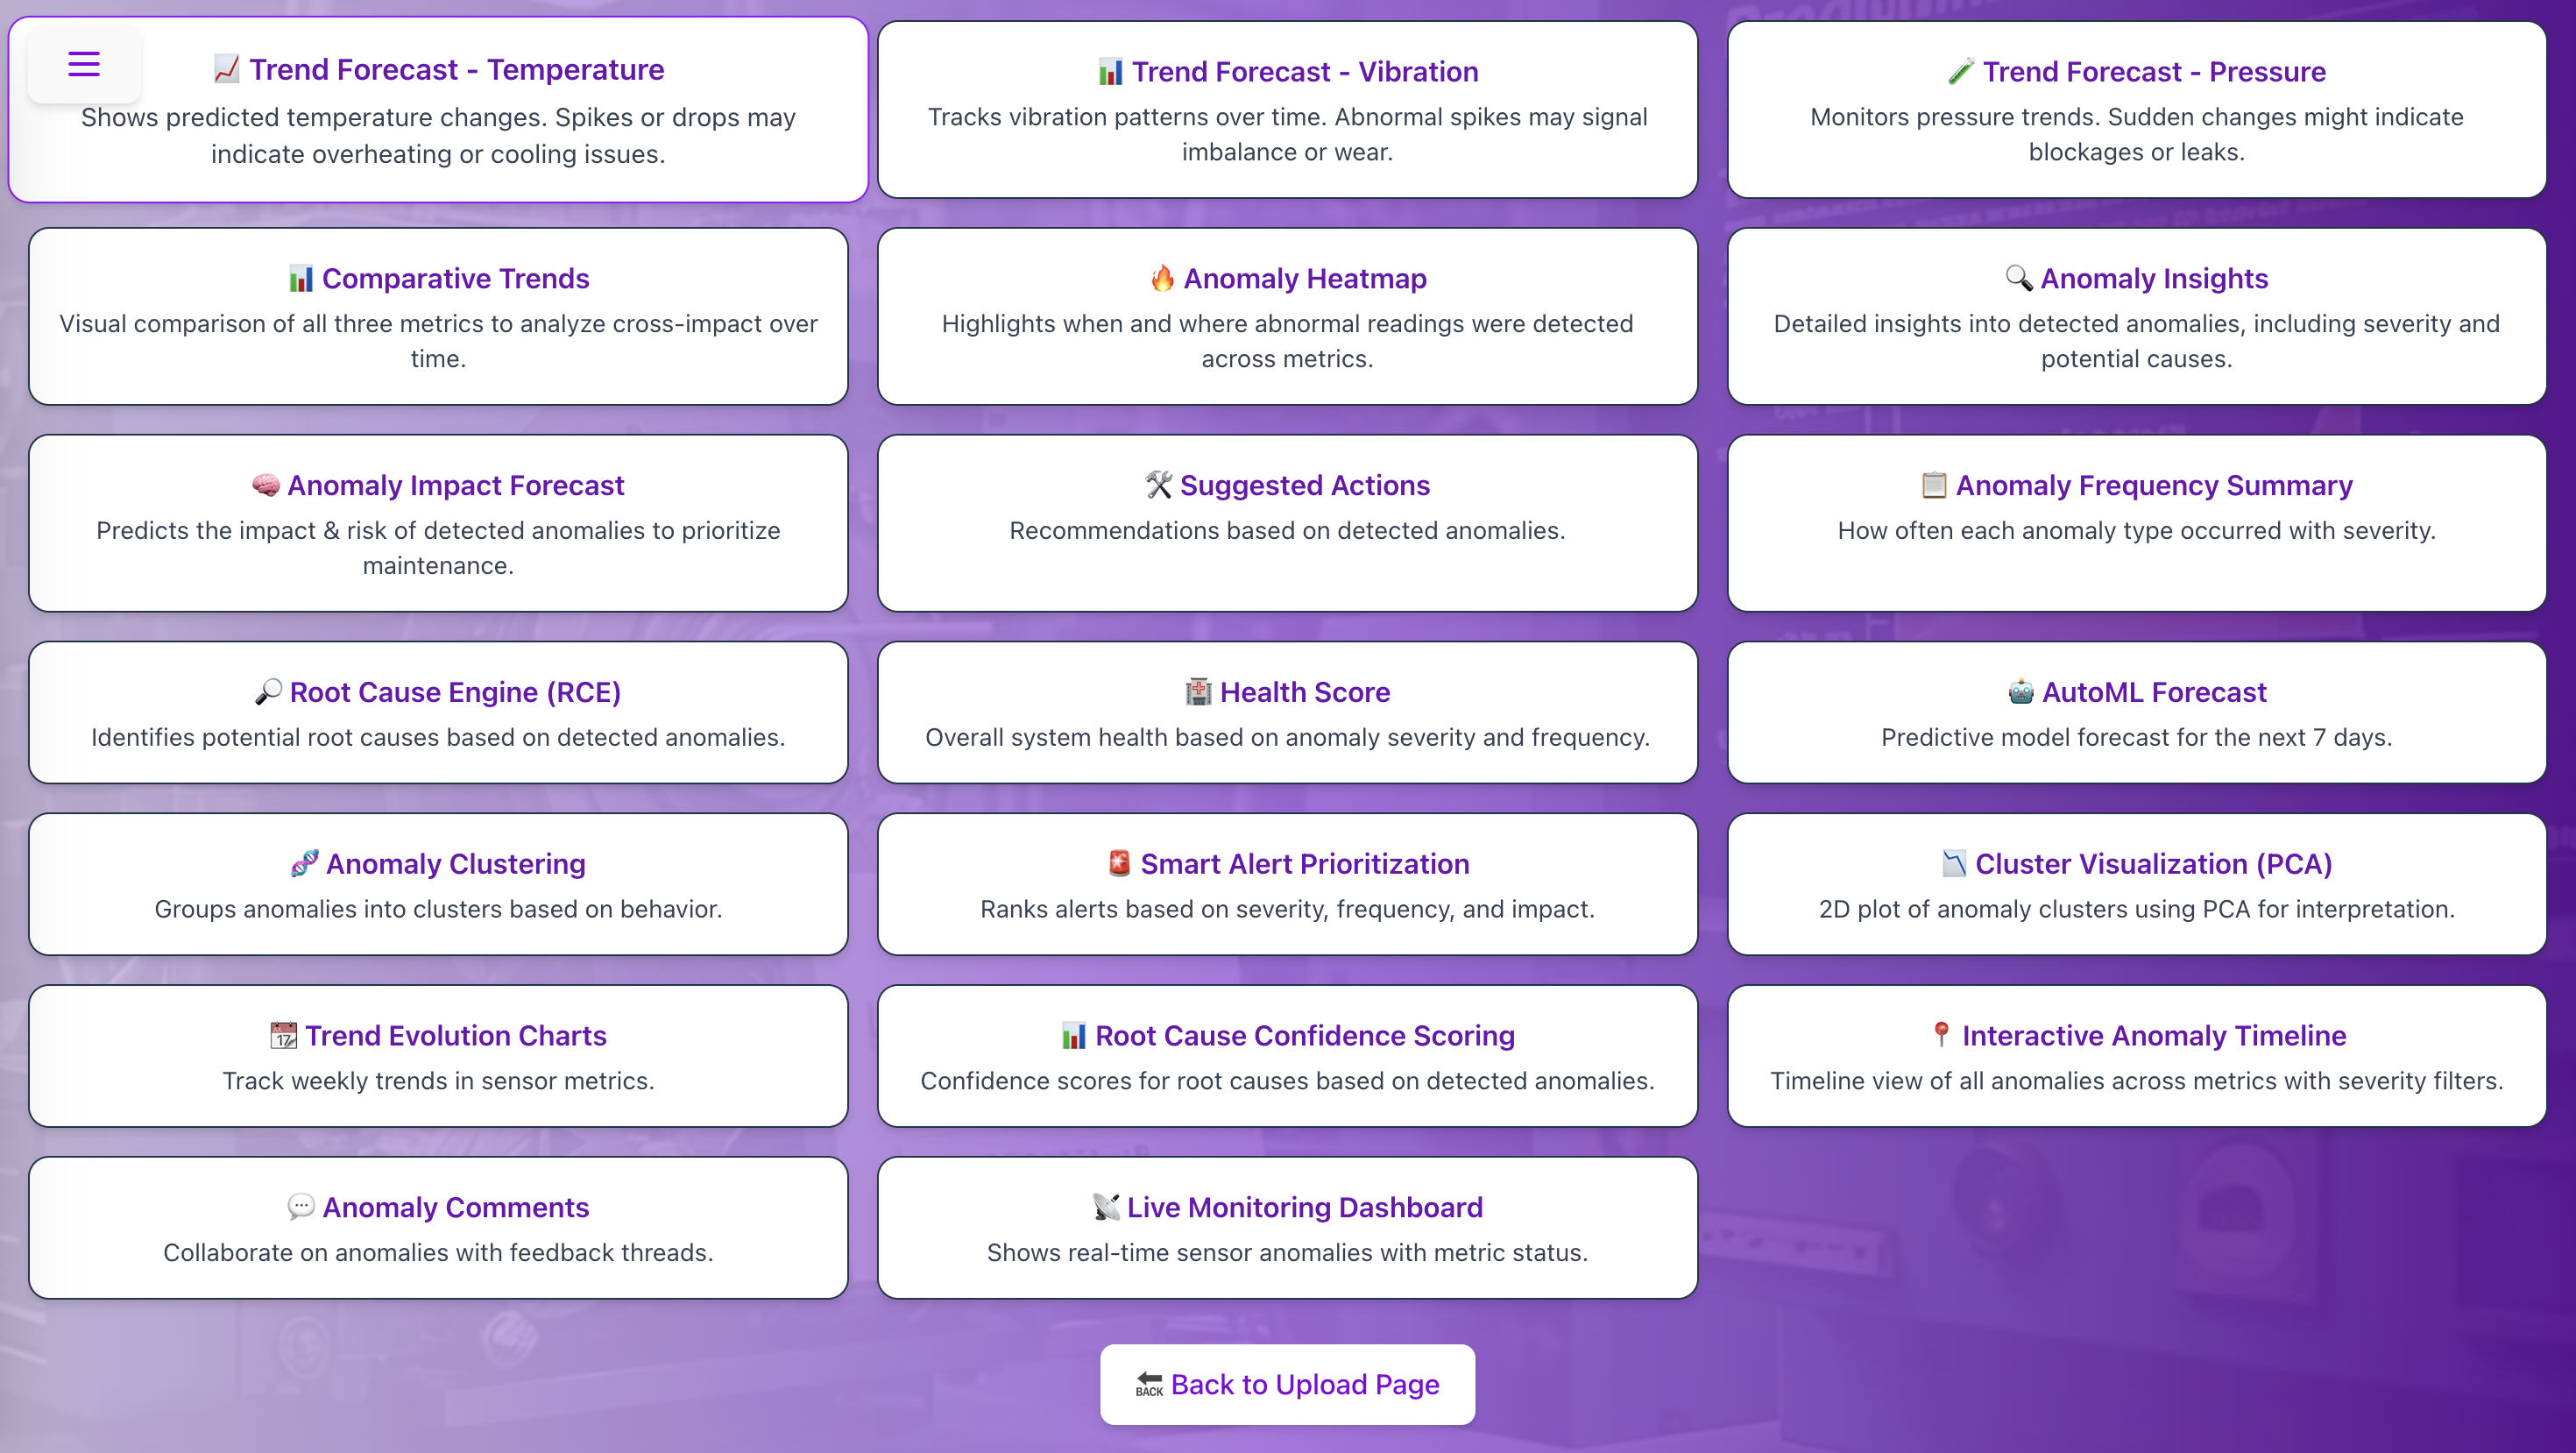 Trend Forecast - Temperature
Shows predicted temperature changes. Spikes or drops may
indicate overheating or cooling issues.
Trend Forecast - Vibration
Tracks vibration patterns over time. Abnormal spikes may signal
imbalance or wear.
Trend Forecast - Pressure
Monitors pressure trends. Sudden changes might indicate
blockages or leaks.
Comparative Trends
Visual comparison of all three metrics to analyze cross-impact over
time.
Anomaly Heatmap
Highlights when and where abnormal readings were detected
across metrics.
Anomaly Insights
Detailed insights into detected anomalies, including severity and
potential causes.
Anomaly Impact Forecast
Predicts the impact & risk of detected anomalies to prioritize
maintenance.
Suggested Actions
Recommendations based on detected anomalies.
Anomaly Frequency Summary
How often each anomaly type occurred with severity.
Root Cause Engine (RCE)
Identifies potential root causes based on detected anomalies.
Health Score
Overall system health based on anomaly severity and frequency.
AutoML Forecast
Predictive model forecast for the next 7 days.
Anomaly Clustering
Groups anomalies into clusters based on behavior.
Smart Alert Prioritization
Ranks alerts based on severity, frequency, and impact.
Cluster Visualization (PCA)
2D plot of anomaly clusters using PCA for interpretation.
17 Trend Evolution Charts
Track weekly trends in sensor metrics.
Root Cause Confidence Scoring
Confidence scores for root causes based on detected anomalies.
Interactive Anomaly Timeline
Timeline view of all anomalies across metrics with severity filters.
Anomaly Comments
Collaborate on anomalies with feedback threads.
Live Monitoring Dashboard
Shows real-time sensor anomalies with metric status.
BACK Back to Upload Page